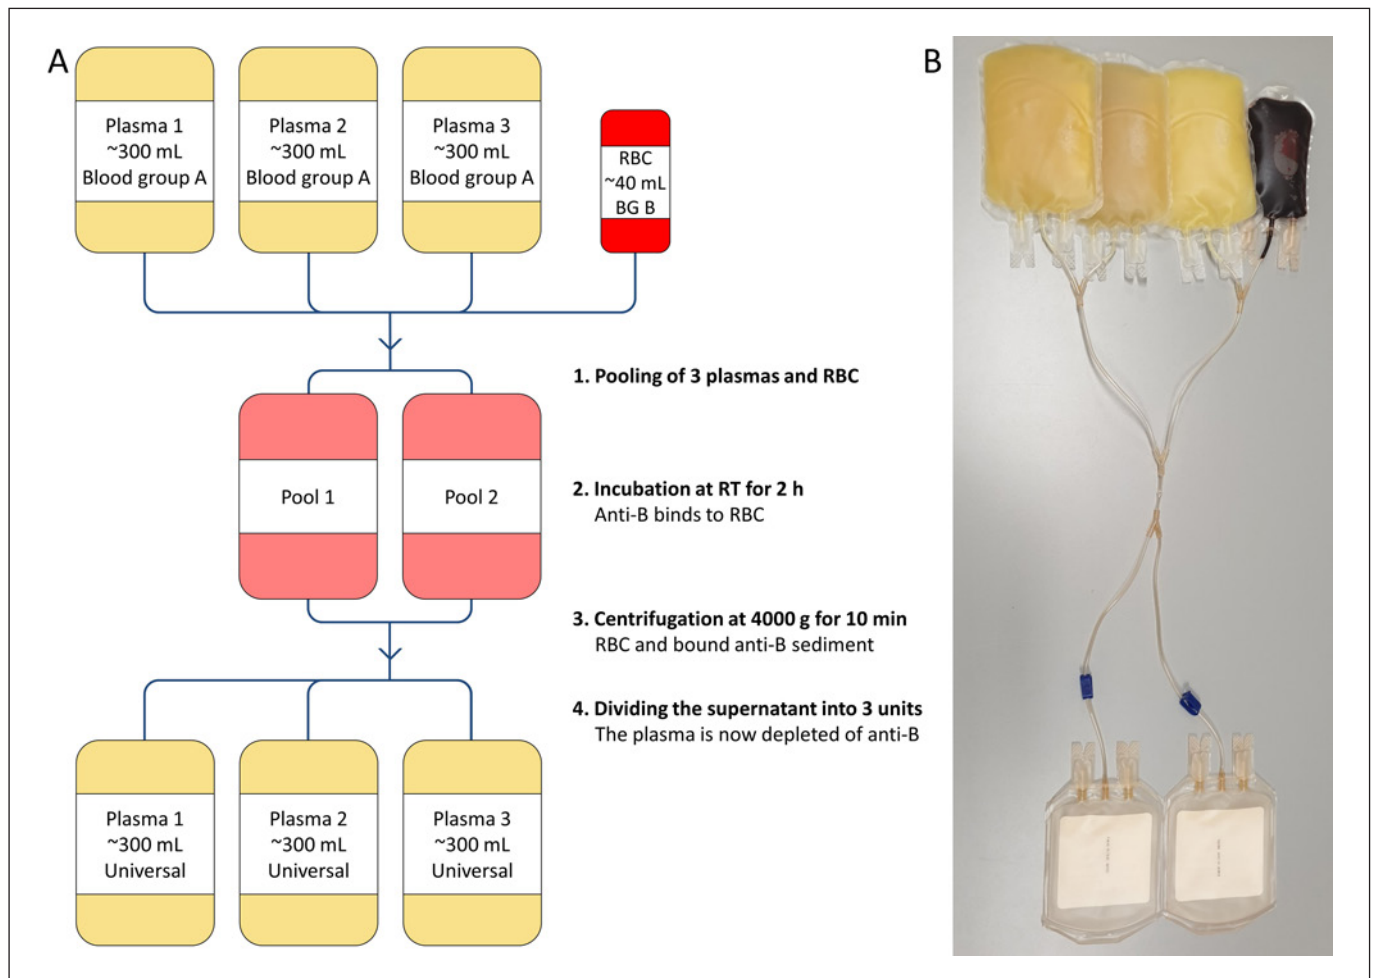 A
Plasma 1
~300 mL
Blood group A
Plasma 2
~300 mL
Blood group A
Plasma 3
~300 mL
Blood group A
RBC
~40 mL
BG B
1. Pooling of 3 plasmas and RBC
Pool 1
Pool 2
2. Incubation at RT for 2 h
Anti-B binds to RBC
3. Centrifugation at 4000 g for 10 min
RBC and bound anti-B sediment
4. Dividing the supernatant into 3 units
The plasma is now depleted of anti-B
Plasma 1
~300 mL
Universal
Plasma 2
~300 mL
Universal
Plasma 3
~300 mL
Universal
B